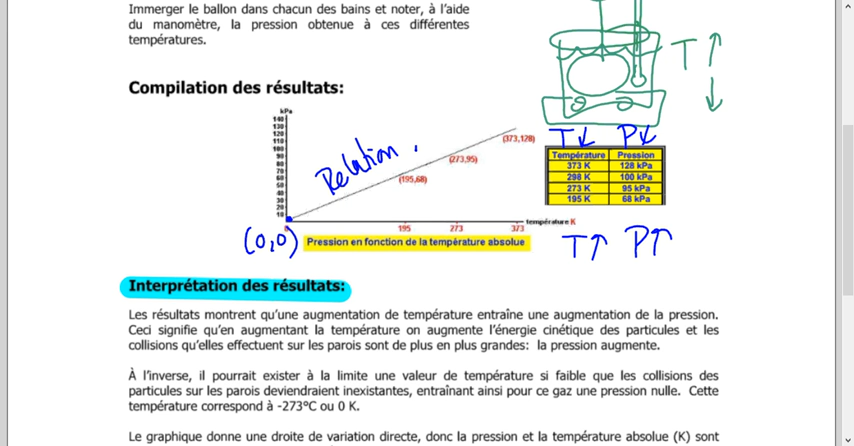 Immerger le ballon dans chacun des bains et noter, à l'aide
du manomètre, la pression obtenue à ces différentes
températures.
T↑
↓
Compilation des résultats:
kPa
140
130
120
110
100
90
80
70
60
50
40
30
20
10
Relation
(373,128)
(273,95)
(195,68)
T↓ P↓
Température Pression
373 K 128 kPa
298 K 100 kPa
273 K 95 kPa
195 K 68 kPa
température K
0 195 273 373
(0,0)
Pression en fonction de la température absolue
T↑ P↑
Interprétation des résultats:
Les résultats montrent qu'une augmentation de température entraîne une augmentation de la pression.
Ceci signifie qu'en augmentant la température on augmente l'énergie cinétique des particules et les
collisions qu'elles effectuent sur les parois sont de plus en plus grandes: la pression augmente.
À l'inverse, il pourrait exister à la limite une valeur de température si faible que les collisions des
particules sur les parois deviendraient inexistantes, entraînant ainsi pour ce gaz une pression nulle. Cette
température correspond à -273°C ou 0 K.
Le graphique donne une droite de variation directe, donc la pression et la température absolue (K) sont